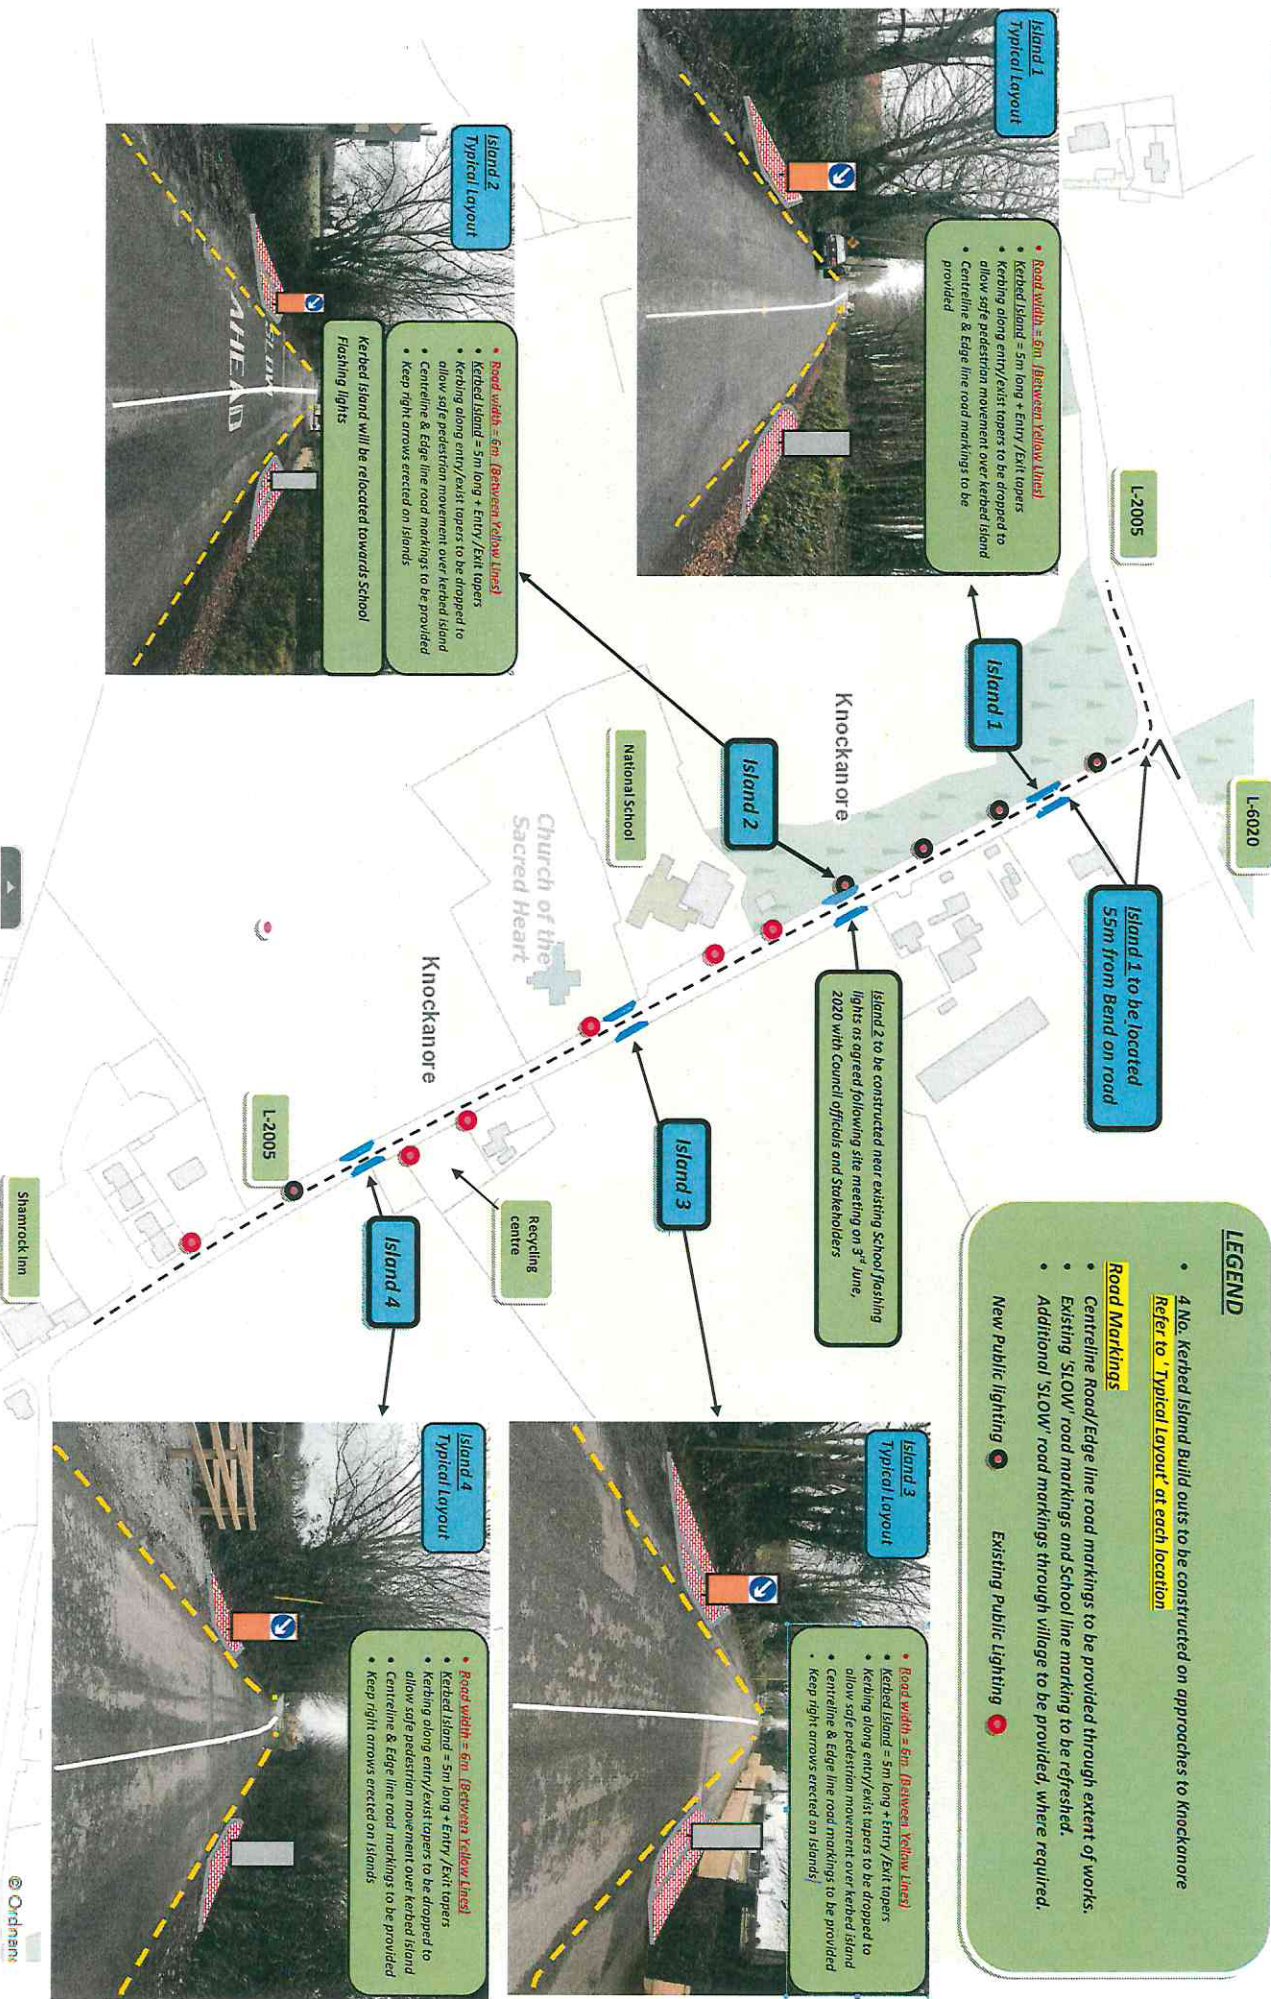 LEGEND
• 4 No. Kerbed Island Build outs to be constructed on approaches to Knockanore
Refer to 'Typical Layout' at each location
Road Markings
• Centreline Road/Edge line road markings to be provided through extent of works.
• Existing 'SLOW' road markings and School line marking to be refreshed.
• Additional 'SLOW' road markings through village to be provided, where required.
New Public lighting
Existing Public Lighting
L-6020
L-2005
Island 1 to be located
55m from Bend on road
Island 1
Typical Layout
• Road width = 6m (Between Yellow Lines)
• Kerbed Island = 5m long + Entry /Exit tapers
• Kerbing along entry/exist tapers to be dropped to
allow safe pedestrian movement over kerbed island
• Centreline & Edge line road markings to be
provided
Island 1
Knockanore
Island 2
Island 2 to be constructed near existing School flashing
lights as agreed following site meeting on 3rd June,
2020 with Council officials and Stakeholders
National School
Church of the
Sacred Heart
Island 3
Island 3
Typical Layout
• Road width = 6m (Between Yellow Lines)
• Kerbed Island = 5m long + Entry /Exit tapers
• Kerbing along entry/exist tapers to be dropped to
allow safe pedestrian movement over kerbed island
• Centreline & Edge line road markings to be provided
• Keep right arrows erected on Islands
Island 2
Typical Layout
• Road width = 6m (Between Yellow Lines)
• Kerbed Island = 5m long + Entry /Exit tapers
• Kerbing along entry/exist tapers to be dropped to
allow safe pedestrian movement over kerbed island
• Centreline & Edge line road markings to be provided
• Keep right arrows erected on Islands
Kerbed Island will be relocated towards School
Flashing lights
SLOW
AHEAD
Knockanore
Recycling
centre
Island 4
L-2005
Shamrock Inn
Island 4
Typical Layout
• Road width = 6m (Between Yellow Lines)
• Kerbed Island = 5m long + Entry /Exit tapers
• Kerbing along entry/exist tapers to be dropped to
allow safe pedestrian movement over kerbed island
• Centreline & Edge line road markings to be provided
• Keep right arrows erected on Islands
© Ordnan